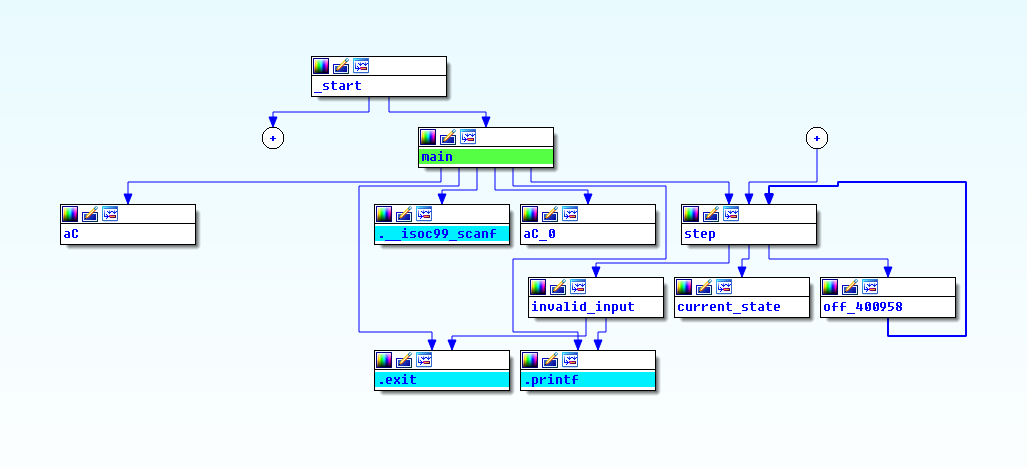 _start
+
main
+
aC
.__isoc99_scanf
aC_0
step
invalid_input
current_state
off_400958
.exit
.printf